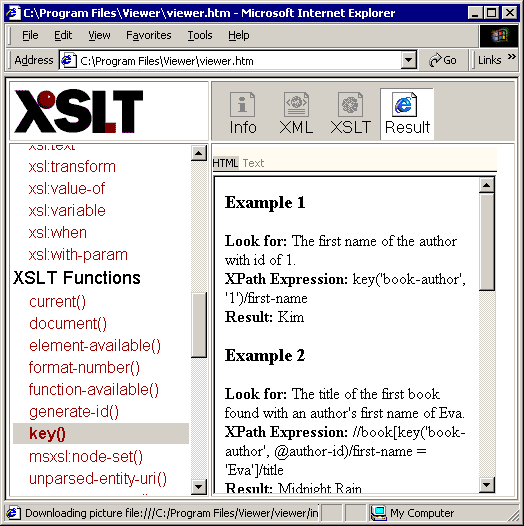 C:\Program Files\Viewer\viewer.htm - Microsoft Internet Explorer
File Edit View Favorites Tools Help
Address C:\Program Files\Viewer\viewer.htm Go Links »
XSLT
Info XML XSLT Result
HTML Text
xsl:text
xsl:transform
xsl:value-of
xsl:variable
xsl:when
xsl:with-param
XSLT Functions
current()
document()
element-available()
format-number()
function-available()
generate-id()
key()
msxsl:node-set()
unparsed-entity-uri()
Example 1
Look for: The first name of the author
with id of 1.
XPath Expression: key('book-author',
'1')/first-name
Result: Kim
Example 2
Look for: The title of the first book
found with an author's first name of Eva.
XPath Expression: //book[key('book-
author', @author-id)/first-name =
'Eva']/title
Result: Midnight Rain
Downloading picture file:///C:/Program Files/Viewer/viewer/in
My Computer